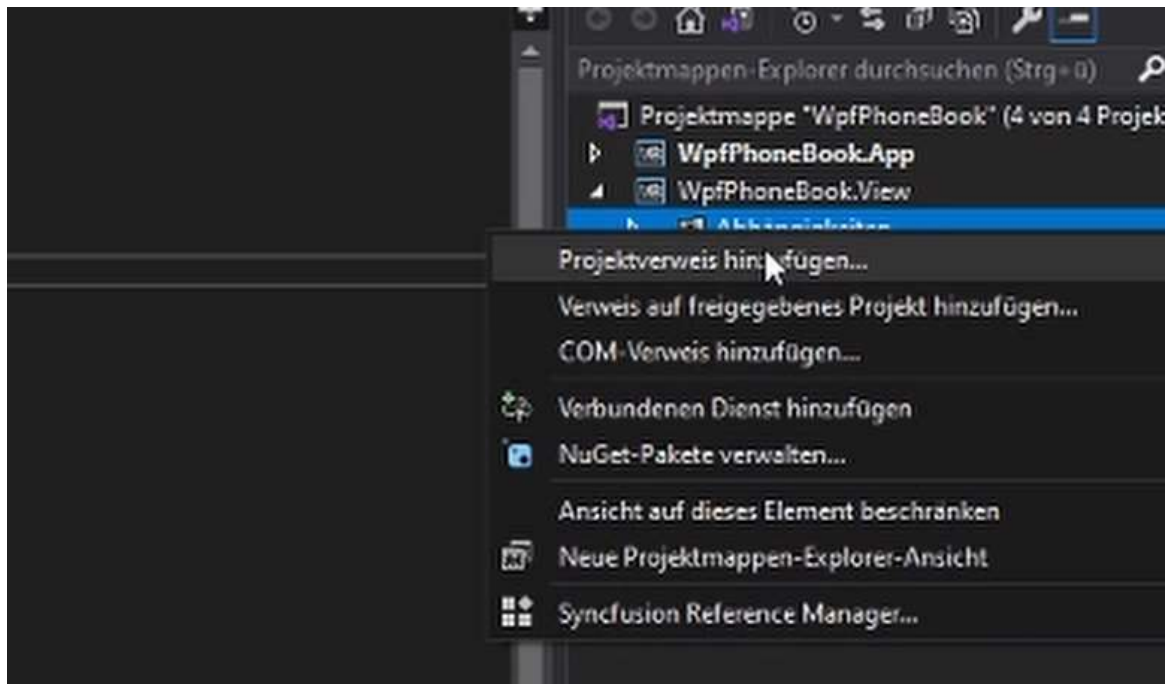 Projektmappen-Explorer durchsuchen (Strg+ü)
Projektmappe "WpfPhoneBook" (4 von 4 Projek
WpfPhoneBook.App
WpfPhoneBook.View
Abhängigkeiten
Projektverweis hinzufügen...
Verweis auf freigegebenes Projekt hinzufügen...
COM-Verweis hinzufügen...
Verbundenen Dienst hinzufügen
NuGet-Pakete verwalten...
Ansicht auf dieses Element beschränken
Neue Projektmappen-Explorer-Ansicht
Syncfusion Reference Manager...